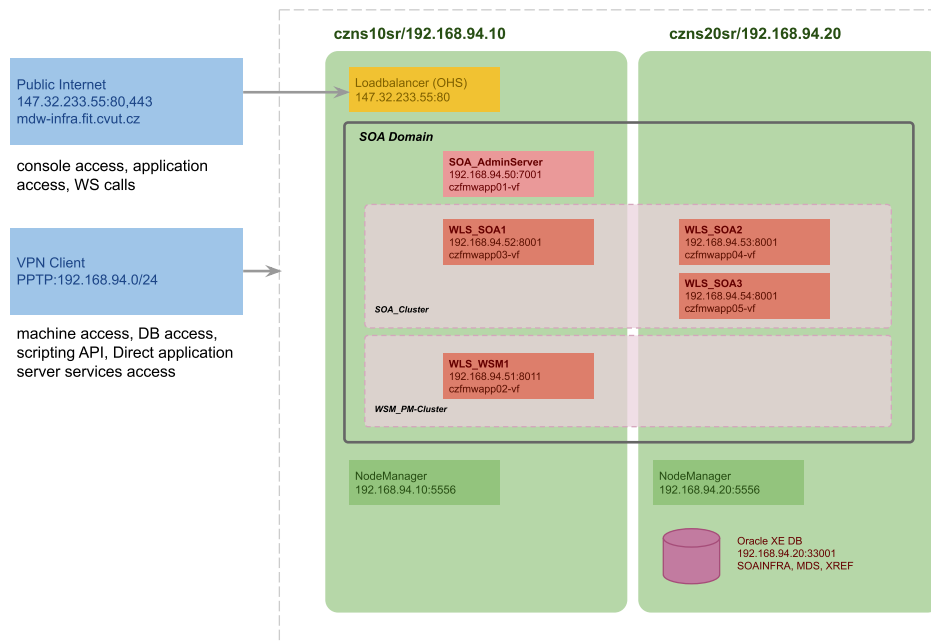 czns10sr/192.168.94.10
czns20sr/192.168.94.20
Public Internet
147.32.233.55:80,443
mdw-infra.fit.cvut.cz
console access, application
access, WS calls
VPN Client
PPTP:192.168.94.0/24
machine access, DB access,
scripting API, Direct application
server services access
Loadbalancer (OHS)
147.32.233.55:80
SOA Domain
SOA_AdminServer
192.168.94.50:7001
czfmwapp01-vf
WLS_SOA1
192.168.94.52:8001
czfmwapp03-vf
WLS_SOA2
192.168.94.53:8001
czfmwapp04-vf
WLS_SOA3
192.168.94.54:8001
czfmwapp05-vf
SOA_Cluster
WLS_WSM1
192.168.94.51:8011
czfmwapp02-vf
WSM_PM-Cluster
NodeManager
192.168.94.10:5556
NodeManager
192.168.94.20:5556
Oracle XE DB
192.168.94.20:33001
SOAINFRA, MDS, XREF